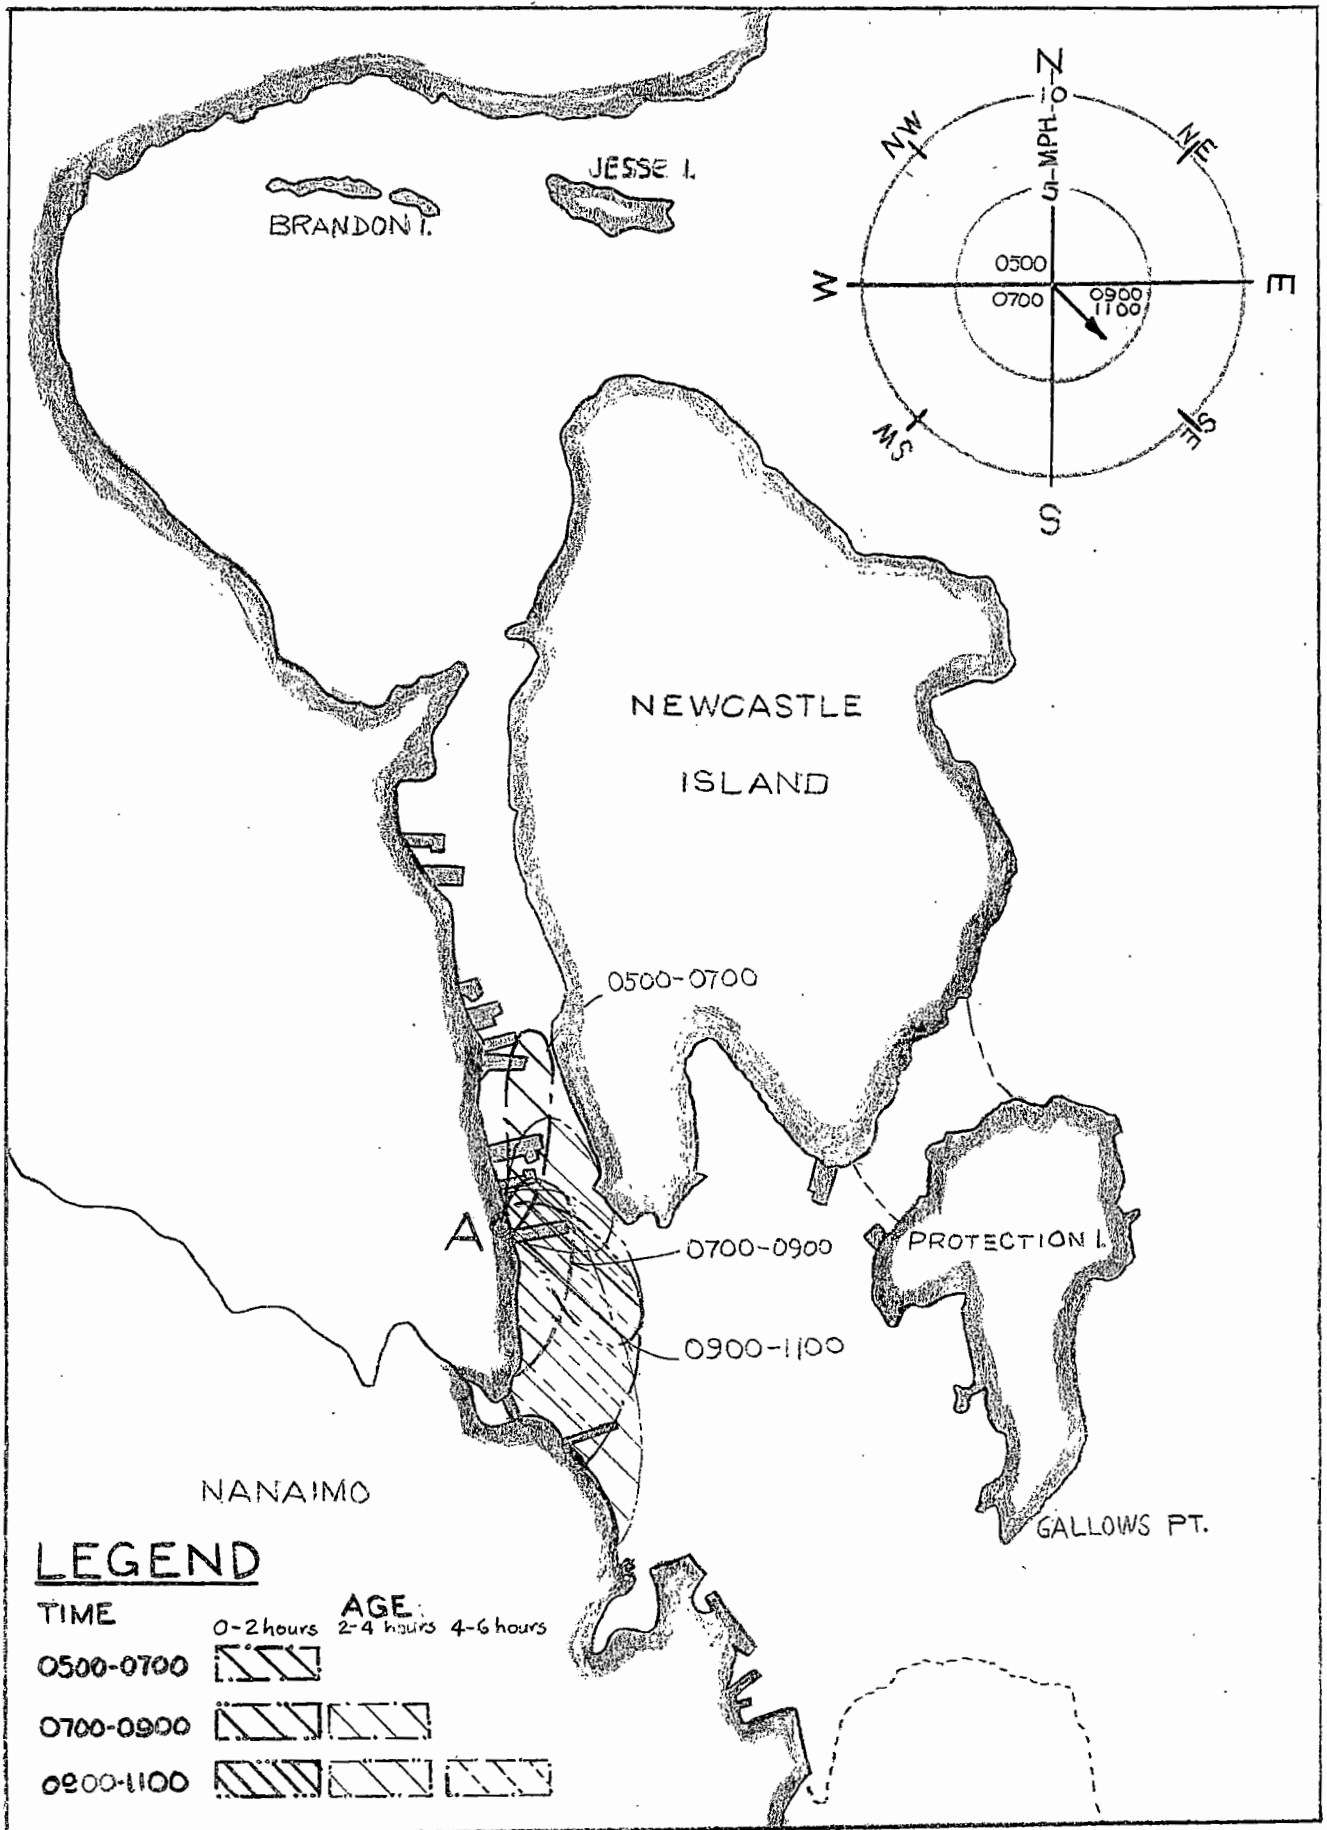 N
10
MPH
5
NW
NE
W
E
0500
0700
0900
1100
SW
SE
S
JESSE I.
BRANDON I.
NEWCASTLE
ISLAND
0500-0700
A
0700-0900
PROTECTION I.
0900-1100
NANAIMO
GALLOWS PT.
LEGEND
TIME
AGE:
0-2 hours 2-4 hours 4-6 hours
0500-0700
0700-0900
0900-1100